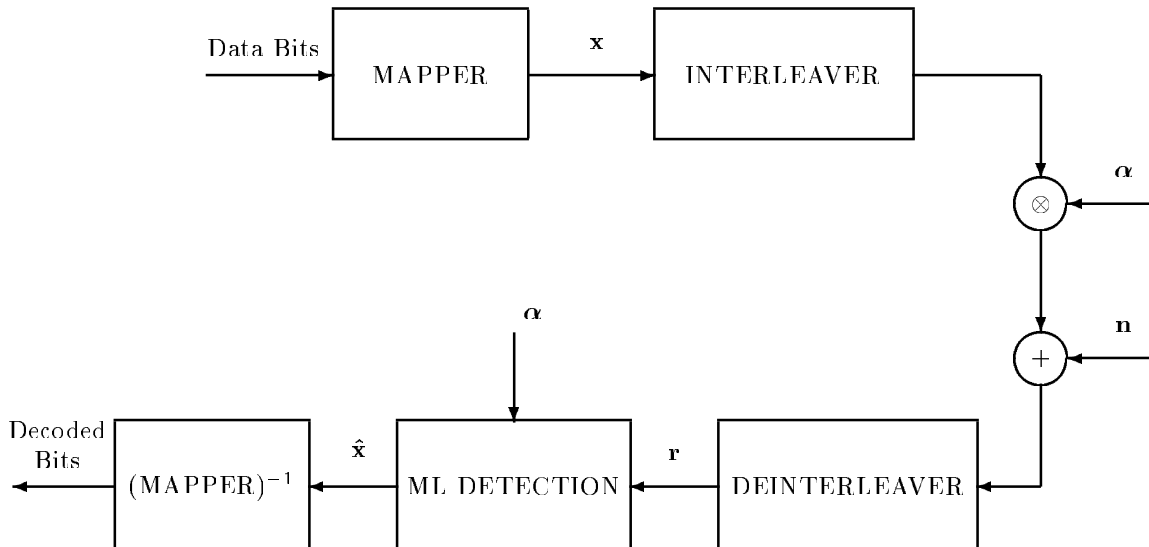 Data Bits
MAPPER
x
INTERLEAVER
α
⊗
n
+
α
Decoded
Bits
(MAPPER)⁻¹
x̂
ML DETECTION
r
DEINTERLEAVER